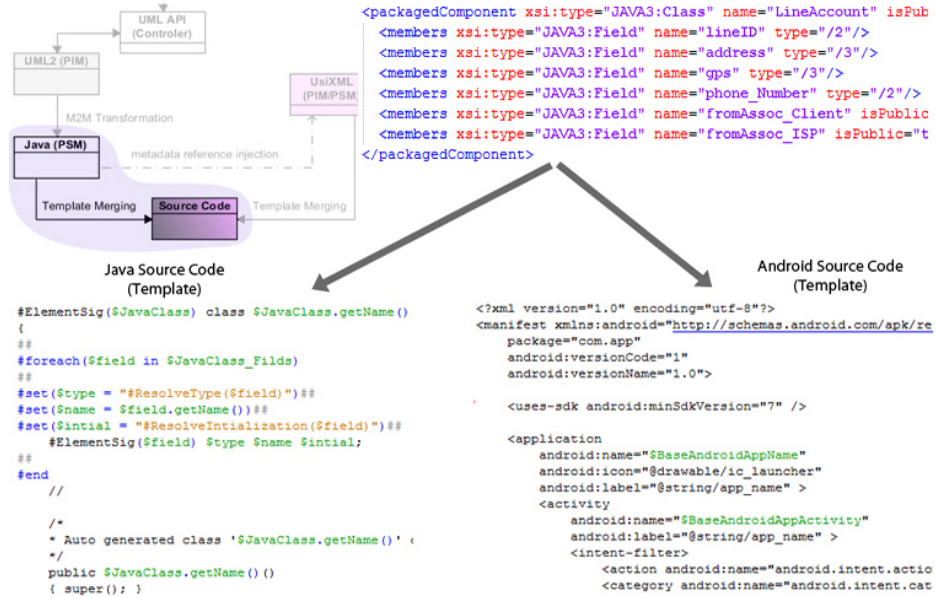 UML API
(Controler)
UML2 (PIM)
UsiXML
(PIM/PSM)
M2M Transformation
Java (PSM)
metadata reference injection
Template Merging
Source Code
Template Merging
<packagedComponent xsi:type="JAVA3:Class" name="LineAccount" isPub
<members xsi:type="JAVA3:Field" name="lineID" type="/2"/>
<members xsi:type="JAVA3:Field" name="address" type="/3"/>
<members xsi:type="JAVA3:Field" name="gps" type="/3"/>
<members xsi:type="JAVA3:Field" name="phone_Number" type="/2"/>
<members xsi:type="JAVA3:Field" name="fromAssoc_Client" isPublic
<members xsi:type="JAVA3:Field" name="fromAssoc_ISP" isPublic="t
</packagedComponent>
Java Source Code
(Template)
#ElementSig($JavaClass) class $JavaClass.getName()
{
##
#foreach($field in $JavaClass_Filds)
##
#set($type = "#ResolveType($field)")##
#set($name = $field.getName())##
#set($intial = "#ResolveIntialization($field)")##
#ElementSig($field) $type $name $intial;
##
#end
//
/*
* Auto generated class '$JavaClass.getName()'
*/
public $JavaClass.getName()()
{ super(); }
Android Source Code
(Template)
<?xml version="1.0" encoding="utf-8"?>
<manifest xmlns:android="http://schemas.android.com/apk/re
package="com.app"
android:versionCode="1"
android:versionName="1.0">
<uses-sdk android:minSdkVersion="7" />
<application
android:name="$BaseAndroidAppName"
android:icon="@drawable/ic_launcher"
android:label="@string/app_name" >
<activity
android:name="$BaseAndroidAppActivity"
android:label="@string/app_name" >
<intent-filter>
<action android:name="android.intent.action
<category android:name="android.intent.cat